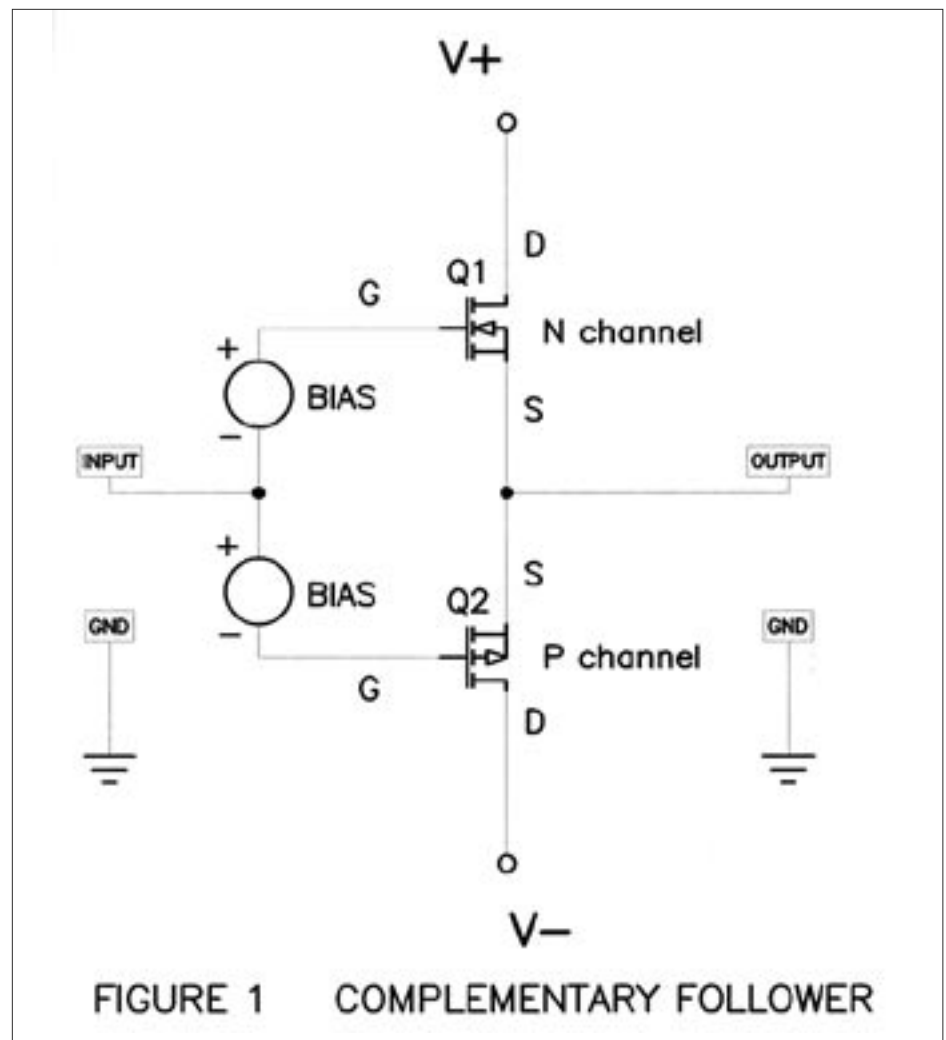 V+
D
Q1
G
N channel
+
BIAS
S
−
INPUT
OUTPUT
+
S
BIAS
Q2
GND
GND
−
P channel
G
D
V−
FIGURE 1 COMPLEMENTARY FOLLOWER